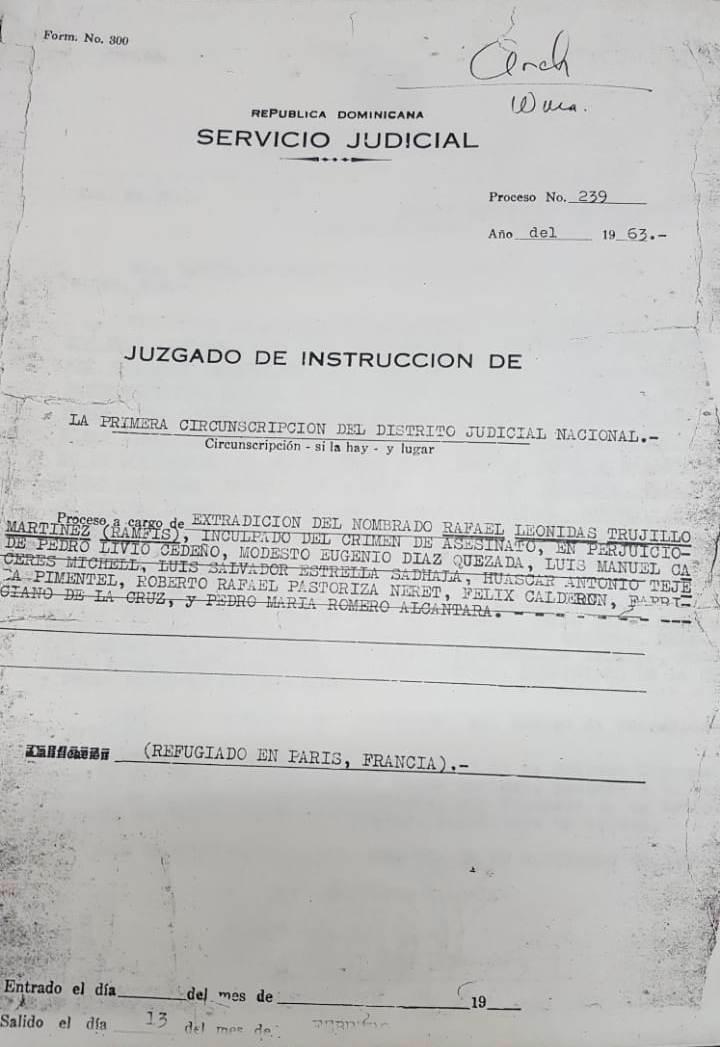 Form. No. 300
REPUBLICA DOMINICANA
SERVICIO JUDICIAL
Proceso No. 239
Año del 19 63.-
JUZGADO DE INSTRUCCION DE
LA PRIMERA CIRCUNSCRIPCION DEL DISTRITO JUDICIAL NACIONAL.-
Circunscripción - si la hay - y lugar
Proceso a cargo de EXTRADICION DEL NOMBRADO RAFAEL LEONIDAS TRUJILLO
MARTINEZ (RAMFIS), INCULPADO DEL CRIMEN DE ASESINATO, EN PERJUICIO-
DE PEDRO LIVIO CEDEÑO, MODESTO EUGENIO DIAZ QUEZADA, LUIS MANUEL CA
CERES MICHELL, LUIS SALVADOR ESTRELLA SADHALA, HUASCAR ANTONIO TEJE
A PIMENTEL, ROBERTO RAFAEL PASTORIZA NERET, FELIX CALDERON,
CIANO DE LA CRUZ, y PEDRO MARIA ROMERO ALCANTARA. - - - - - - - ---
(REFUGIADO EN PARIS, FRANCIA).-
Entrado el día del mes de 19
Salido el día 13 del mes de